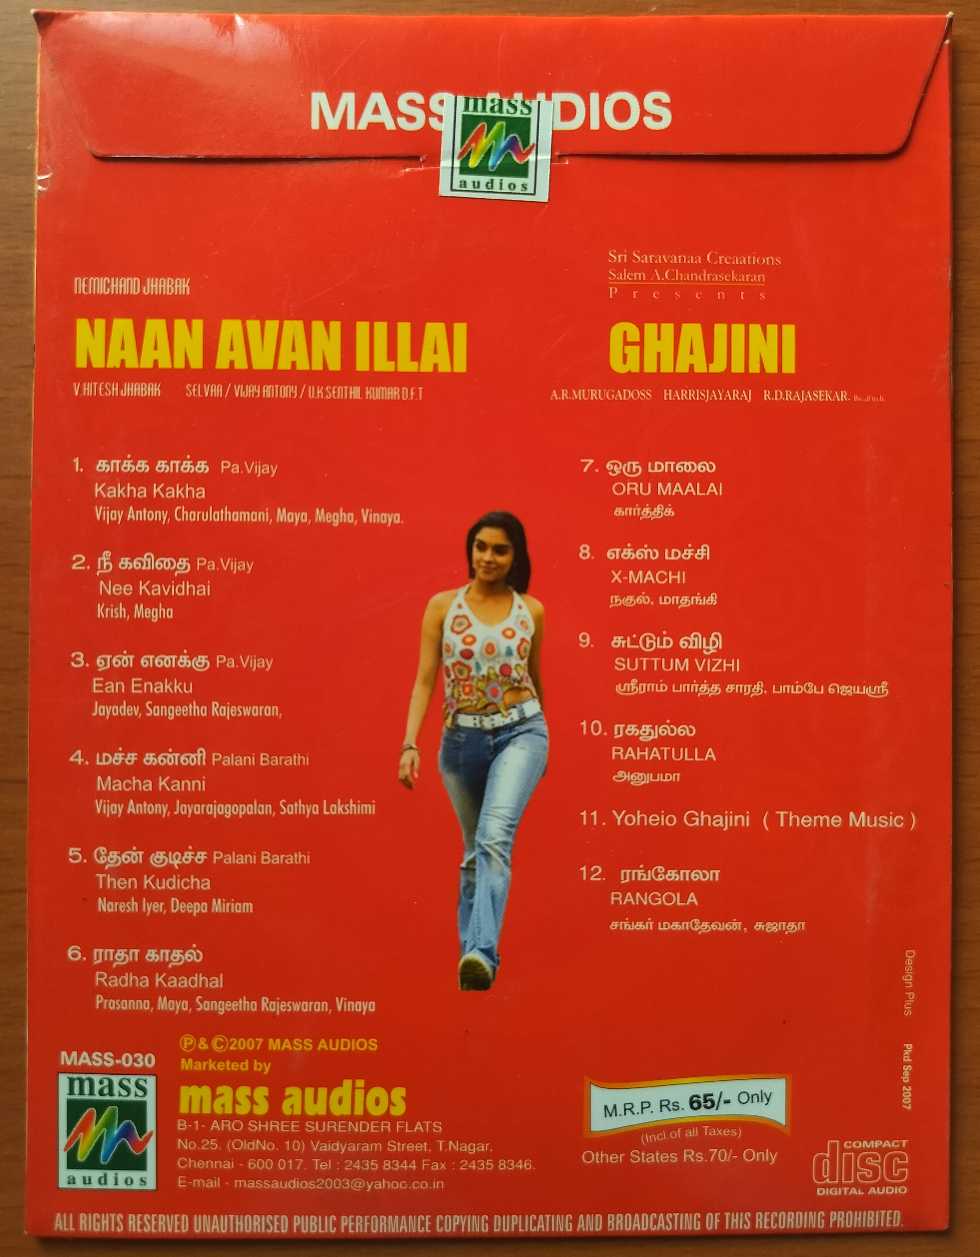 MASS AUDIOS
mass
audios
NEMICHAND JHABAK
NAAN AVAN ILLAI
V.HITESH JHABAK SELVAA / VIJAY ANTONY / U.K.SENTHIL KUMAR D.F.T
1. காக்க காக்க Pa.Vijay
Kakha Kakha
Vijay Antony, Charulathamani, Maya, Megha, Vinaya.
2. நீ கவிதை Pa.Vijay
Nee Kavidhai
Krish, Megha
3. ஏன் எனக்கு Pa.Vijay
Ean Enakku
Jayadev, Sangeetha Rajeswaran,
4. மச்ச கன்னி Palani Barathi
Macha Kanni
Vijay Antony, Jayarajagopalan, Sathya Lakshimi
5. தேன் குடிச்ச Palani Barathi
Then Kudicha
Naresh Iyer, Deepa Miriam
6. ராதா காதல்
Radha Kaadhal
Prasanna, Maya, Sangeetha Rajeswaran, Vinaya
Sri Saravanaa Creaations
Salem A.Chandrasekaran
Presents
GHAJINI
A.R.MURUGADOSS HARRISJAYARAJ R.D.RAJASEKAR.
7. ஒரு மாலை
ORU MAALAI
கார்த்திக்
8. எக்ஸ் மச்சி
X-MACHI
நகுல், மாதங்கி
9. சுட்டும் விழி
SUTTUM VIZHI
ஸ்ரீராம் பார்த்த சாரதி, பாம்பே ஜெயஸ்ரீ
10. ரகதுல்ல
RAHATULLA
அனுபமா
11. Yoheio Ghajini ( Theme Music )
12. ரங்கோலா
RANGOLA
சங்கர் மகாதேவன், சுஜாதா
Design Plus
Pkd Sep 2007
MASS-030
mass
audios
Ⓟ & ©2007 MASS AUDIOS
Marketed by
mass audios
B-1- ARO SHREE SURENDER FLATS
No.25. (OldNo. 10) Vaidyaram Street, T.Nagar,
Chennai - 600 017. Tel : 2435 8344 Fax : 2435 8346.
E-mail - massaudios2003@yahoo.co.in
M.R.P. Rs. 65/- Only
(Incl.of all Taxes)
Other States Rs.70/- Only
COMPACT
disc
DIGITAL AUDIO
ALL RIGHTS RESERVED UNAUTHORISED PUBLIC PERFORMANCE COPYING DUPLICATING AND BROADCASTING OF THIS RECORDING PROHIBITED.